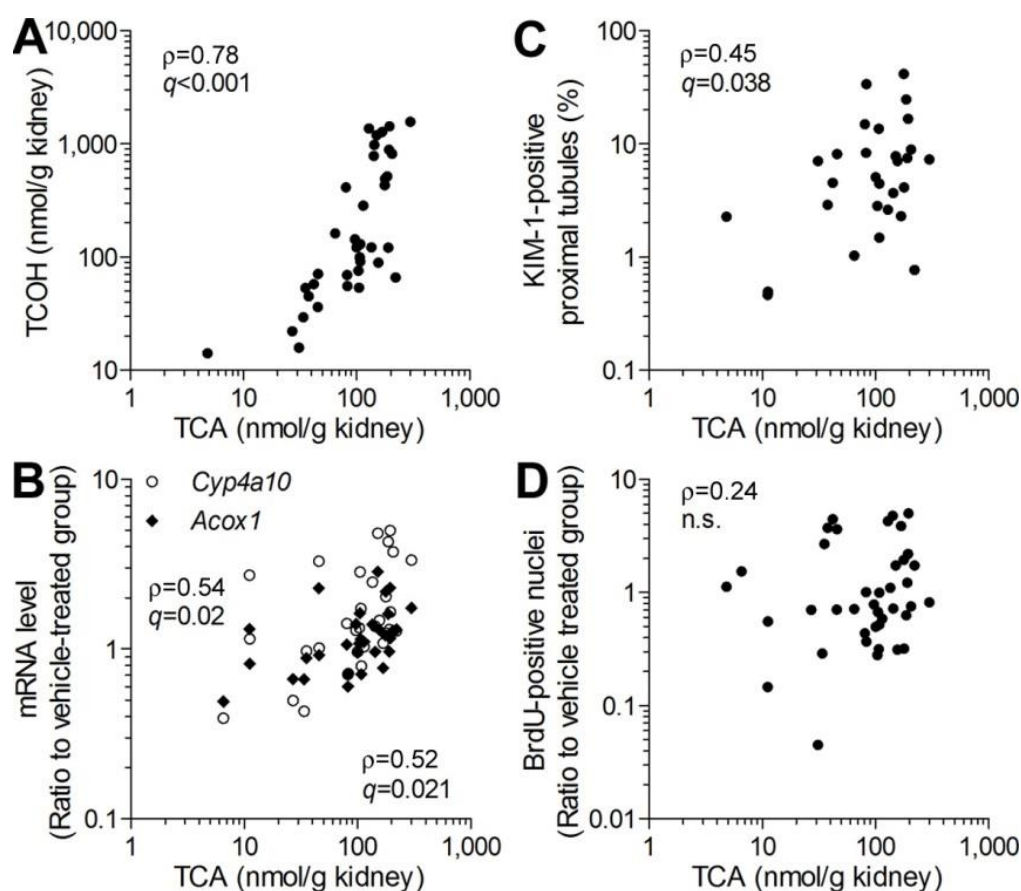 A
10,000
1,000
100
10
TCOH (nmol/g kidney)
ρ=0.78
q<0.001
1 10 100 1,000
TCA (nmol/g kidney)
C
100
10
1
0.1
KIM-1-positive
proximal tubules (%)
ρ=0.45
q=0.038
1 10 100 1,000
TCA (nmol/g kidney)
B
10
1
0.1
mRNA level
(Ratio to vehicle-treated group)
Cyp4a10
Acox1
ρ=0.54
q=0.02
ρ=0.52
q=0.021
1 10 100 1,000
TCA (nmol/g kidney)
D
10
1
0.1
0.01
BrdU-positive nuclei
(Ratio to vehicle treated group)
ρ=0.24
n.s.
1 10 100 1,000
TCA (nmol/g kidney)